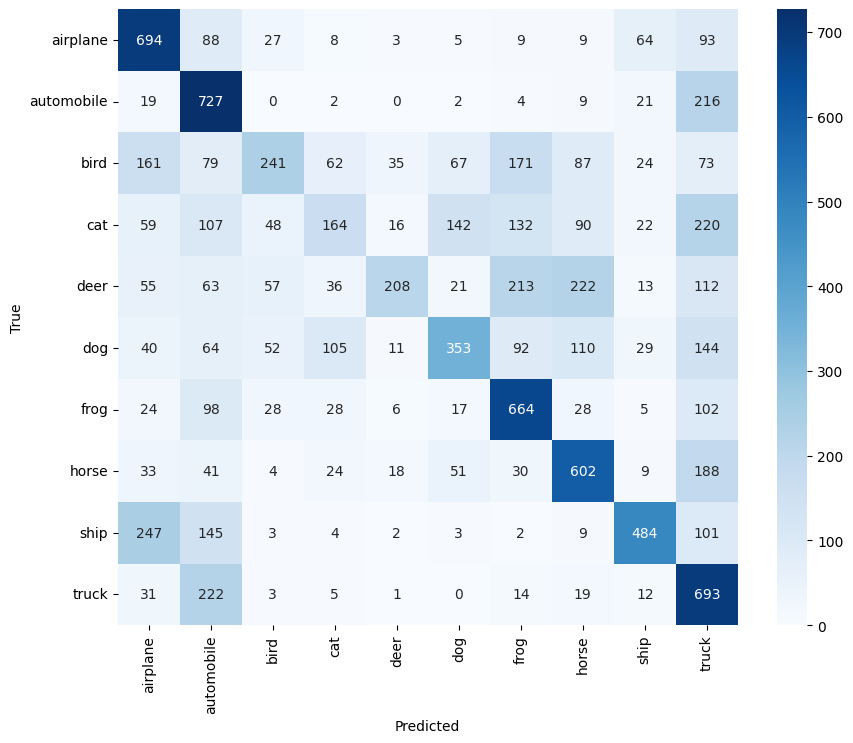 airplane 694 88 27 8 3 5 9 9 64 93
automobile 19 727 0 2 0 2 4 9 21 216
bird 161 79 241 62 35 67 171 87 24 73
cat 59 107 48 164 16 142 132 90 22 220
deer 55 63 57 36 208 21 213 222 13 112
dog 40 64 52 105 11 353 92 110 29 144
frog 24 98 28 28 6 17 664 28 5 102
horse 33 41 4 24 18 51 30 602 9 188
ship 247 145 3 4 2 3 2 9 484 101
truck 31 222 3 5 1 0 14 19 12 693
True
airplane automobile bird cat deer dog frog horse ship truck
Predicted
700
600
500
400
300
200
100
0